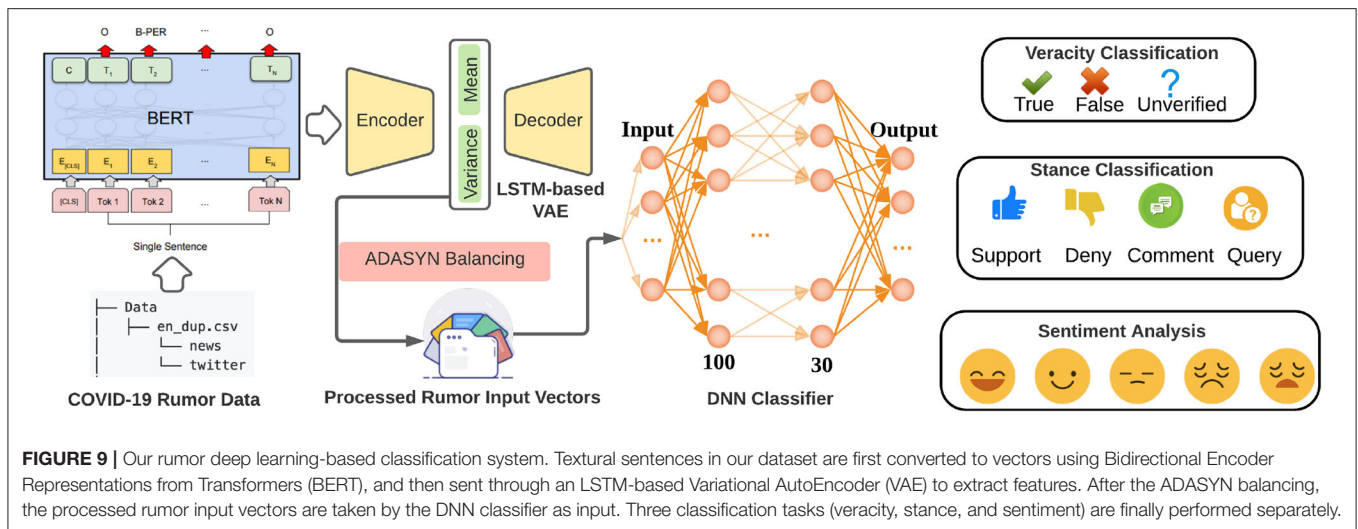 O B-PER ... O
C T1 T2 ... TN
BERT
E[CLS] E1 E2 ... EN
[CLS] Tok 1 Tok 2 ... Tok N
Single Sentence
├── Data
│ ├── en_dup.csv
│ └── news
│ └── twitter
COVID-19 Rumor Data
Encoder
Mean
Variance
Decoder
LSTM-based
VAE
ADASYN Balancing
Processed Rumor Input Vectors
Input
...
...
...
Output
...
100
30
DNN Classifier
Veracity Classification
?
True False Unverified
Stance Classification
?
Support Deny Comment Query
Sentiment Analysis
FIGURE 9 | Our rumor deep learning-based classification system. Textural sentences in our dataset are first converted to vectors using Bidirectional Encoder
Representations from Transformers (BERT), and then sent through an LSTM-based Variational AutoEncoder (VAE) to extract features. After the ADASYN balancing,
the processed rumor input vectors are taken by the DNN classifier as input. Three classification tasks (veracity, stance, and sentiment) are finally performed separately.